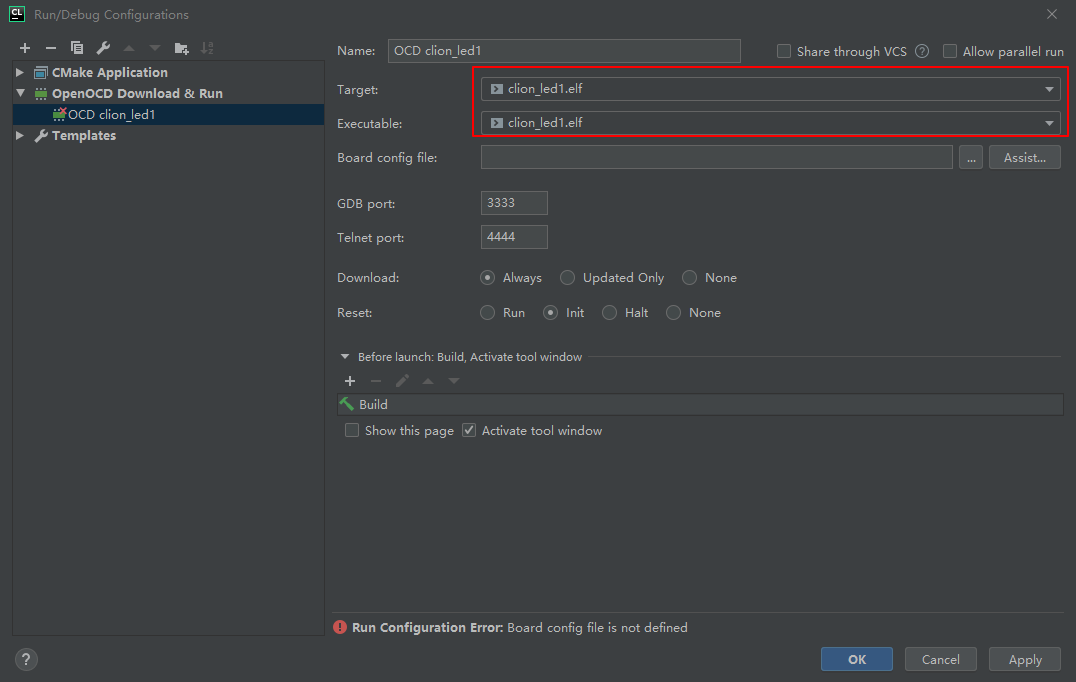 CL Run/Debug Configurations
Name: OCD clion_led1 Share through VCS ? Allow parallel run
CMake Application
OpenOCD Download & Run
OCD clion_led1
Templates
Target: clion_led1.elf
Executable: clion_led1.elf
Board config file: ... Assist...
GDB port: 3333
Telnet port: 4444
Download: Always Updated Only None
Reset: Run Init Halt None
Before launch: Build, Activate tool window
Build
Show this page Activate tool window
Run Configuration Error: Board config file is not defined
? OK Cancel Apply